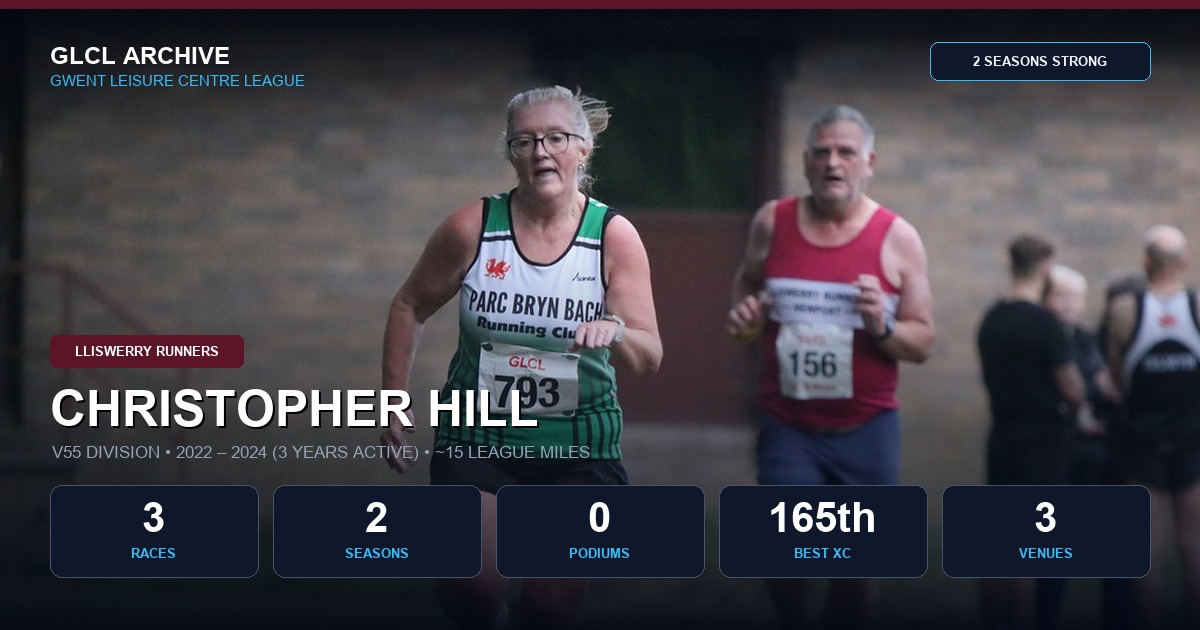 GLCL ARCHIVE
GWENT LEISURE CENTRE LEAGUE
2 SEASONS STRONG
PARC BRYN BACH
Running Clu
GLCL
793
NEWPORT
156
LLISWERRY RUNNERS
CHRISTOPHER HILL
V55 DIVISION • 2022 – 2024 (3 YEARS ACTIVE) • ~15 LEAGUE MILES
3
RACES
2
SEASONS
0
PODIUMS
165th
BEST XC
3
VENUES